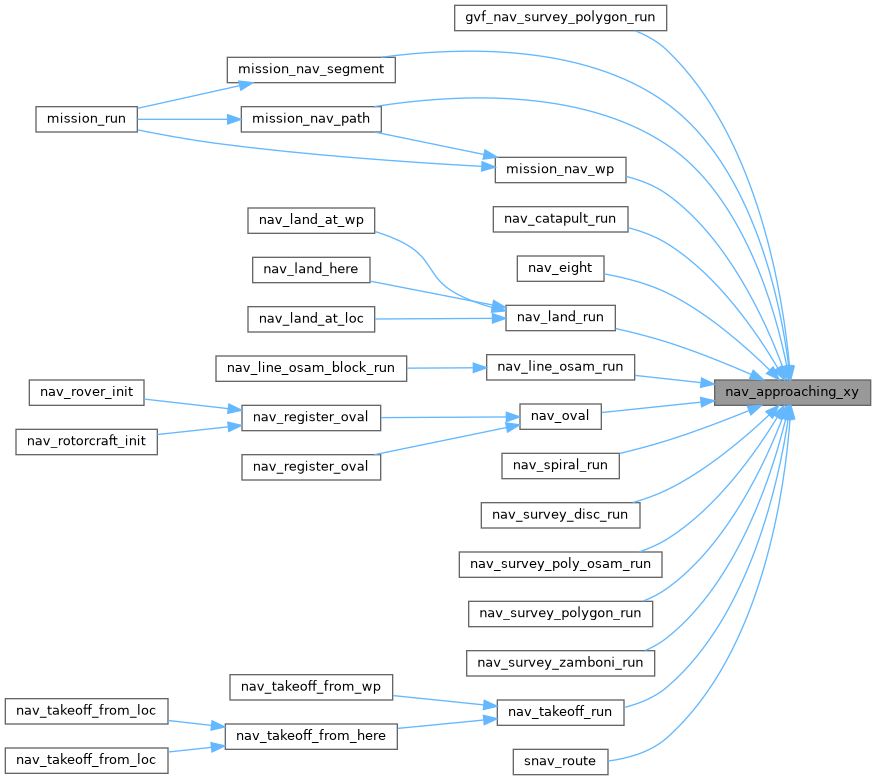 gvf_nav_survey_polygon_run
mission_nav_segment
mission_run
mission_nav_path
mission_nav_wp
nav_land_at_wp
nav_catapult_run
nav_land_here
nav_eight
nav_land_at_loc
nav_land_run
nav_line_osam_block_run
nav_line_osam_run
nav_rover_init
nav_approaching_xy
nav_register_oval
nav_oval
nav_rotorcraft_init
nav_register_oval
nav_spiral_run
nav_survey_disc_run
nav_survey_poly_osam_run
nav_survey_polygon_run
nav_survey_zamboni_run
nav_takeoff_from_wp
nav_takeoff_from_loc
nav_takeoff_run
nav_takeoff_from_here
nav_takeoff_from_loc
snav_route